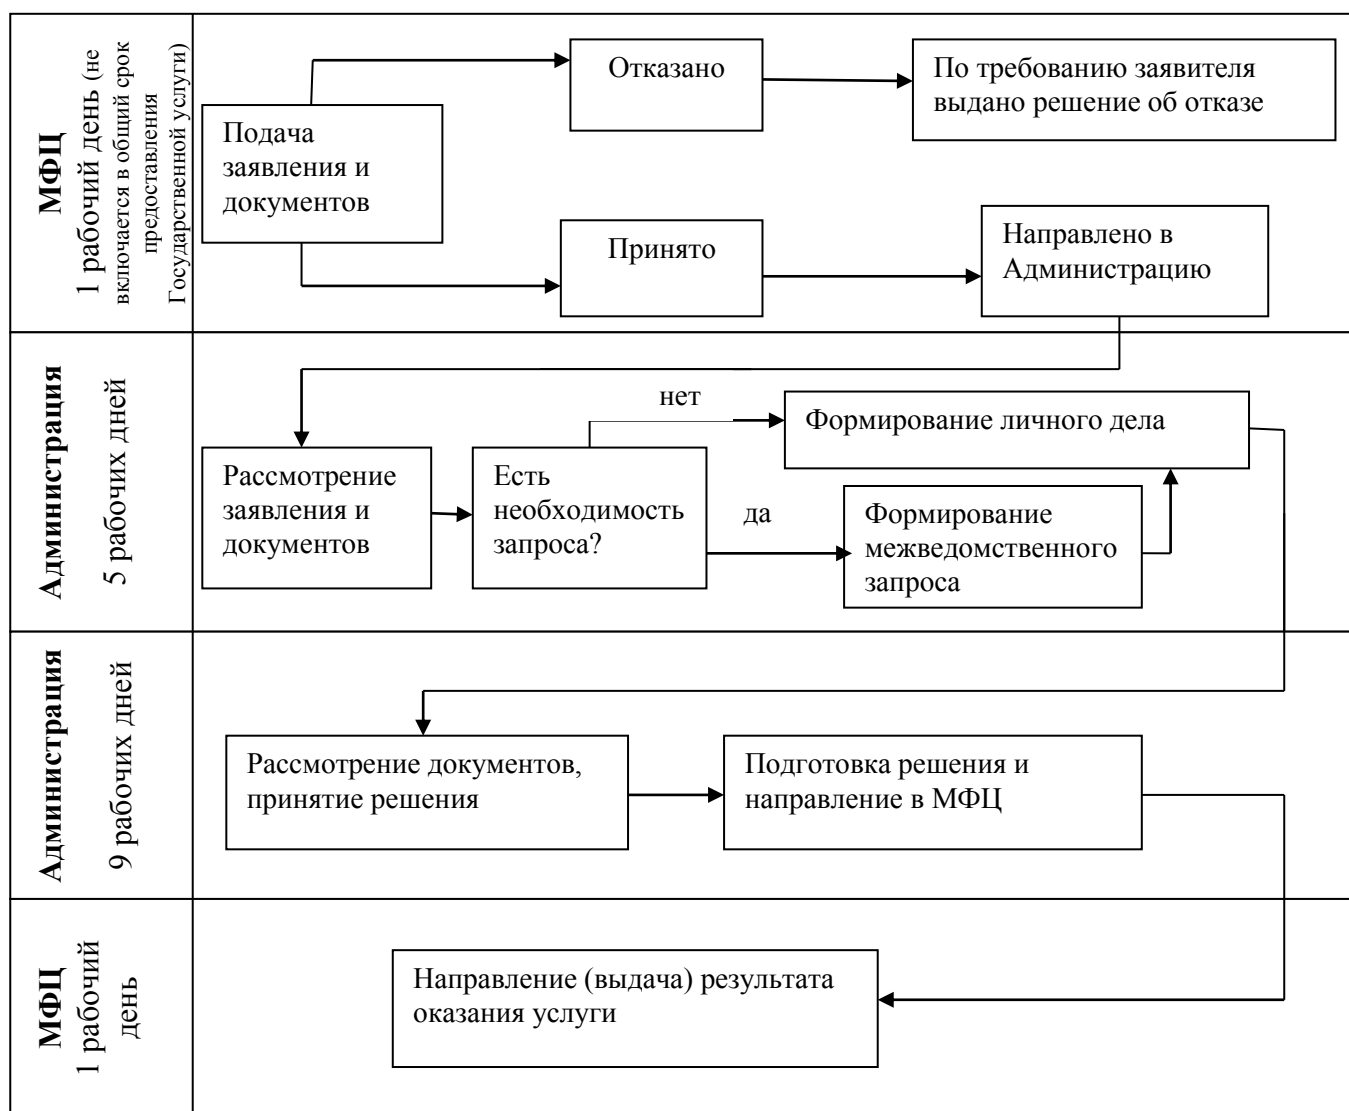 МФЦ
1 рабочий день (не
включается в общий срок
предоставления
Государственной услуги)
Подача
заявления и
документов
Отказано
По требованию заявителя
выдано решение об отказе
Принято
Направлено в
Администрацию
Администрация
5 рабочих дней
Рассмотрение
заявления и
документов
Есть
необходимость
запроса?
нет
Формирование личного дела
да
Формирование
межведомственного
запроса
Администрация
9 рабочих дней
Рассмотрение документов,
принятие решения
Подготовка решения и
направление в МФЦ
МФЦ
1 рабочий
день
Направление (выдача) результата
оказания услуги